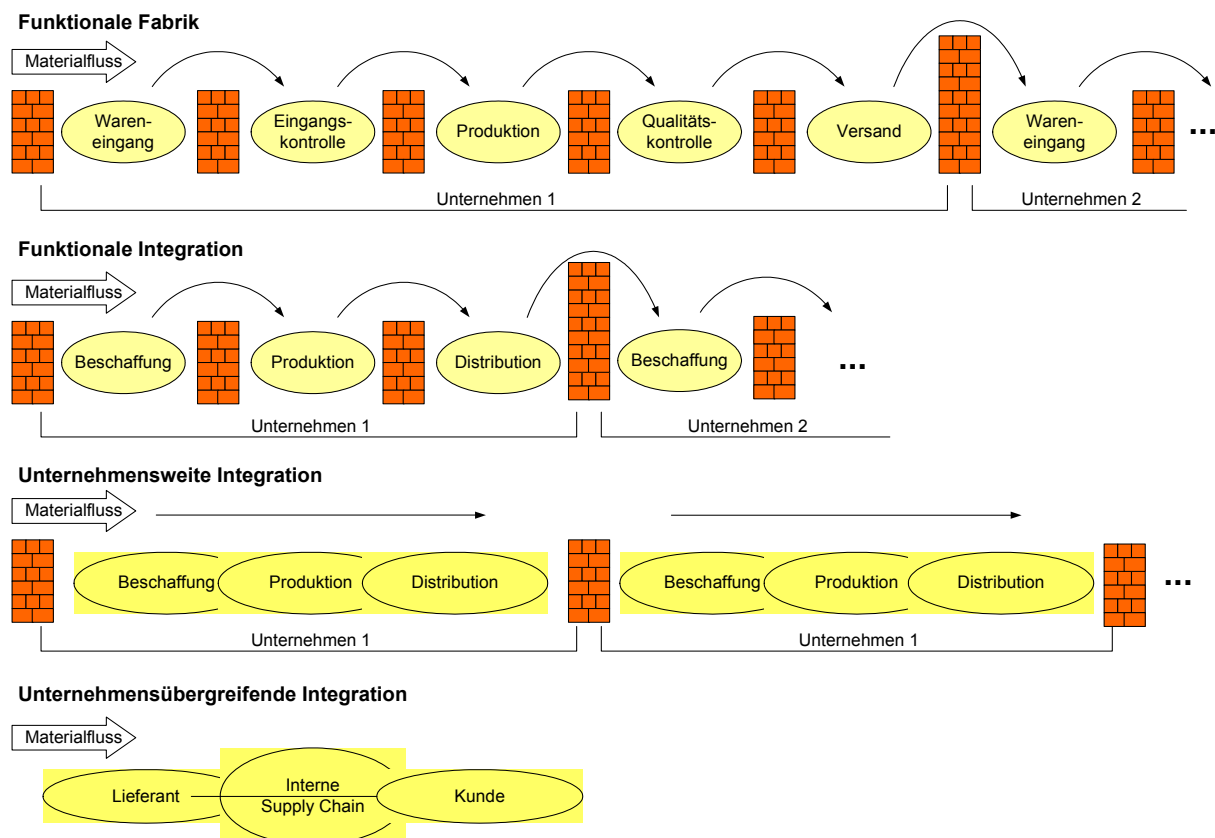 Funktionale Fabrik
Materialfluss
Waren-
eingang
Eingangs-
kontrolle
Produktion
Qualitäts-
kontrolle
Versand
Waren-
eingang
...
Unternehmen 1
Unternehmen 2
Funktionale Integration
Materialfluss
Beschaffung
Produktion
Distribution
Beschaffung
...
Unternehmen 1
Unternehmen 2
Unternehmensweite Integration
Materialfluss
Beschaffung
Produktion
Distribution
Beschaffung
Produktion
Distribution
...
Unternehmen 1
Unternehmen 1
Unternehmensübergreifende Integration
Materialfluss
Lieferant
Interne
Supply Chain
Kunde